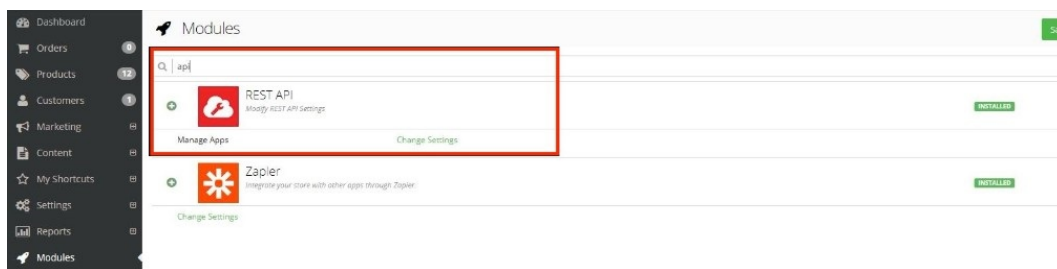 Dashboard
Orders 0
Products 12
Customers 1
Marketing
Content
My Shortcuts
Settings
Reports
Modules
Modules
api
REST API
Modify REST API Settings
INSTALLED
Manage Apps Change Settings
Zapier
Integrate your store with other apps through Zapier.
INSTALLED
Change Settings